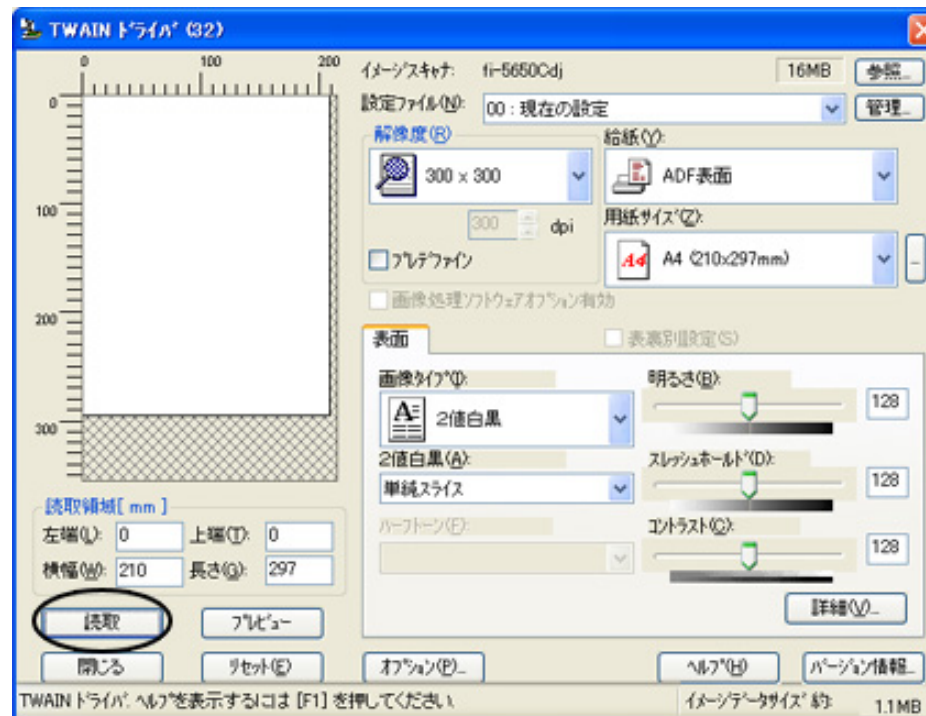 TWAIN ﾄﾞﾗｲﾊﾞ (32)
0 100 200
0
100
200
300
ｲﾒｰｼﾞｽｷｬﾅ: fi-5650Cdj 16MB 参照...
設定ﾌｧｲﾙ(N): 00 : 現在の設定 管理...
解像度(R) 給紙(Y):
300 x 300 ADF表面
300 dpi 用紙ｻｲｽﾞ(Z):
ﾌﾟﾚﾃﾞﾌｧｲﾝ A4 A4 (210x297mm) ...
画像処理ｿﾌﾄｳｪｱｵﾌﾟｼｮﾝ有効
表面 表裏別設定(S)
画像ﾀｲﾌﾟ(I): 明るさ(B):
2値白黒 128
2値白黒(A): ｽﾚｯｼｭﾎｰﾙﾄﾞ(D):
単純ｽﾗｲｽ 128
ﾊｰﾌﾄｰﾝ(F): ｺﾝﾄﾗｽﾄ(C):
128
詳細(V)...
読取領域[ mm ]
左端(L): 0 上端(T): 0
横幅(W): 210 長さ(G): 297
読取 ﾌﾟﾚﾋﾞｭｰ
閉じる ﾘｾｯﾄ(E) ｵﾌﾟｼｮﾝ(P)... ﾍﾙﾌﾟ(H) ﾊﾞｰｼﾞｮﾝ情報...
TWAIN ﾄﾞﾗｲﾊﾞ. ﾍﾙﾌﾟを表示するには [F1] を押してください. ｲﾒｰｼﾞﾃﾞｰﾀｻｲｽﾞ 約: 1.1MB